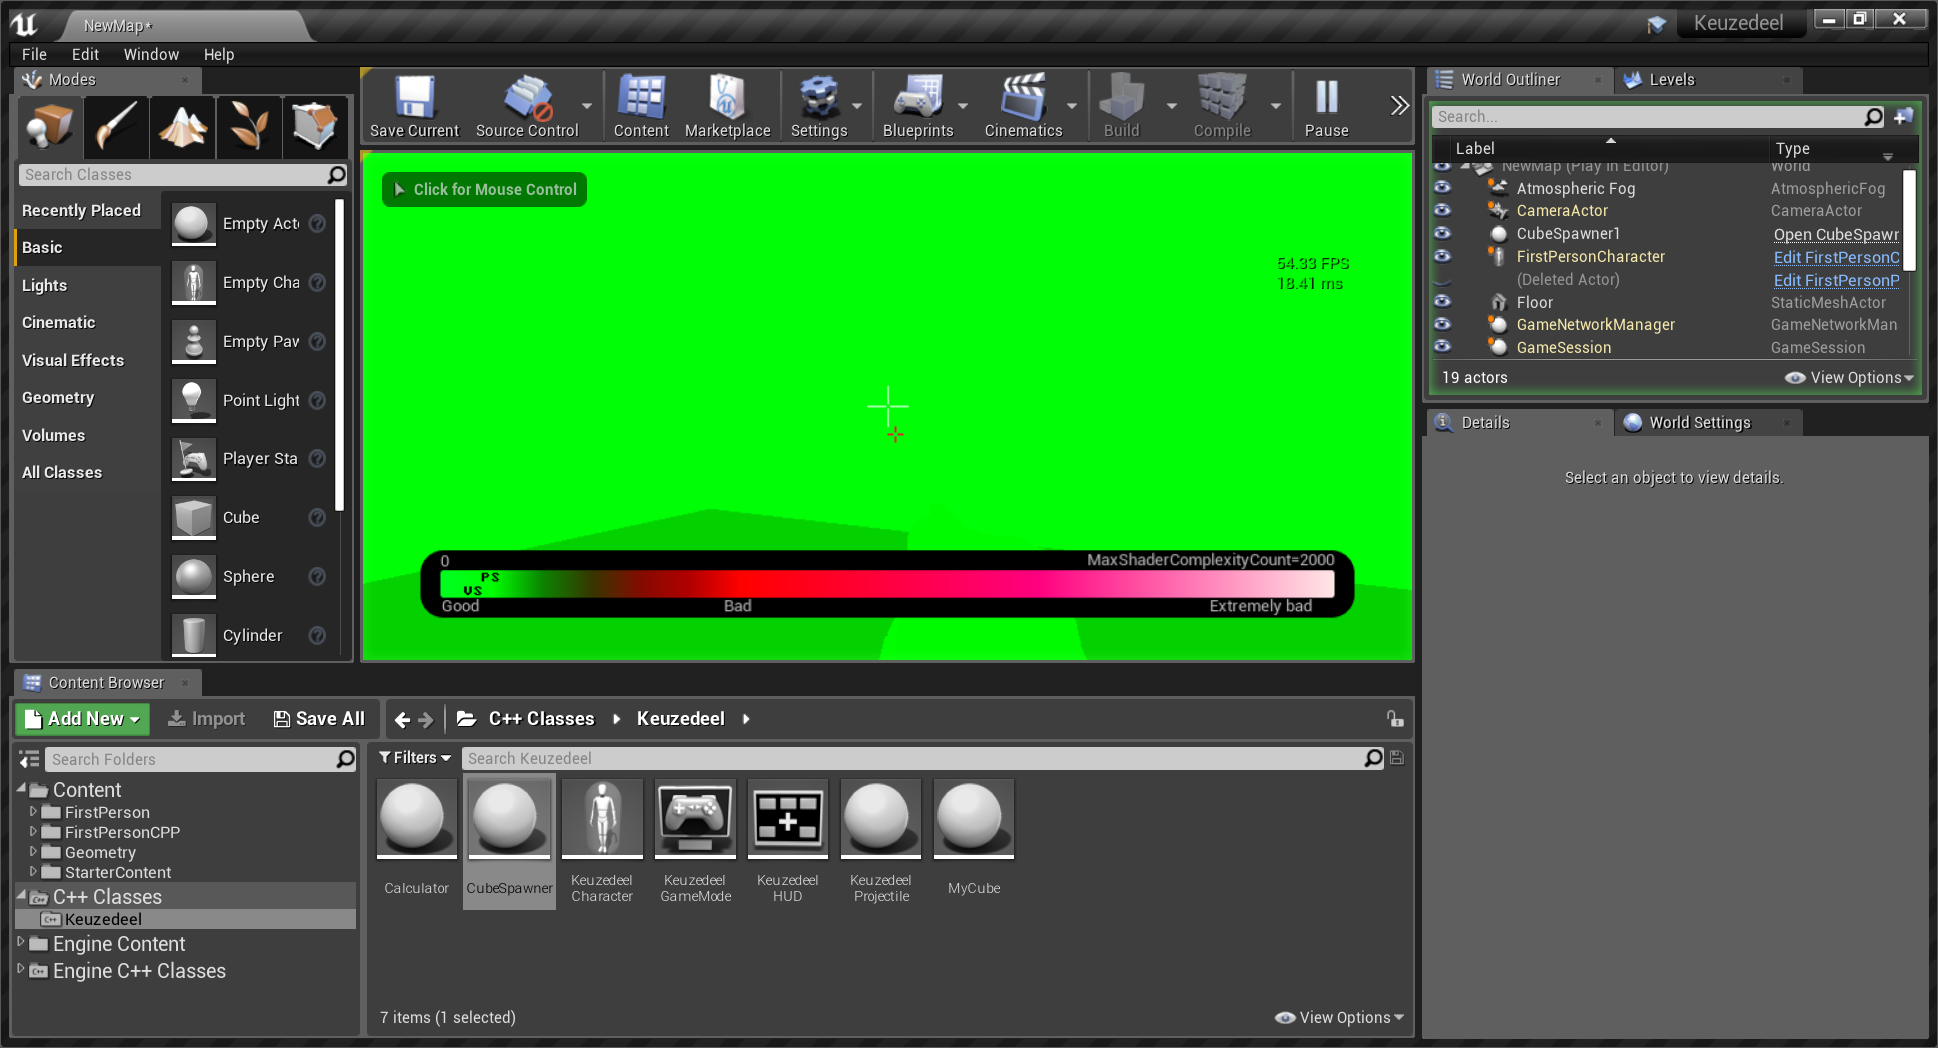 NewMap*
Keuzedeel
File Edit Window Help
Modes
Search Classes
Recently Placed
Basic
Lights
Cinematic
Visual Effects
Geometry
Volumes
All Classes
Empty Act
Empty Cha
Empty Paw
Point Light
Player Sta
Cube
Sphere
Cylinder
Save Current
Source Control
Content
Marketplace
Settings
Blueprints
Cinematics
Build
Compile
Pause
Click for Mouse Control
54.33 FPS
18.41 ms
0
MaxShaderComplexityCount=2000
PS
VS
Good
Bad
Extremely bad
World Outliner
Levels
Search...
Label Type
NewMap (Play In Editor) World
Atmospheric Fog AtmosphericFog
CameraActor CameraActor
CubeSpawner1 Open CubeSpawr
FirstPersonCharacter Edit FirstPersonC
(Deleted Actor) Edit FirstPersonP
Floor StaticMeshActor
GameNetworkManager GameNetworkMan
GameSession GameSession
19 actors
View Options
Details
World Settings
Select an object to view details.
Content Browser
Add New
Import
Save All
C++ Classes
Keuzedeel
Search Folders
Content
FirstPerson
FirstPersonCPP
Geometry
StarterContent
C++ Classes
Keuzedeel
Engine Content
Engine C++ Classes
Filters
Search Keuzedeel
Calculator
CubeSpawner
Keuzedeel
Character
Keuzedeel
GameMode
Keuzedeel
HUD
Keuzedeel
Projectile
MyCube
7 items (1 selected)
View Options